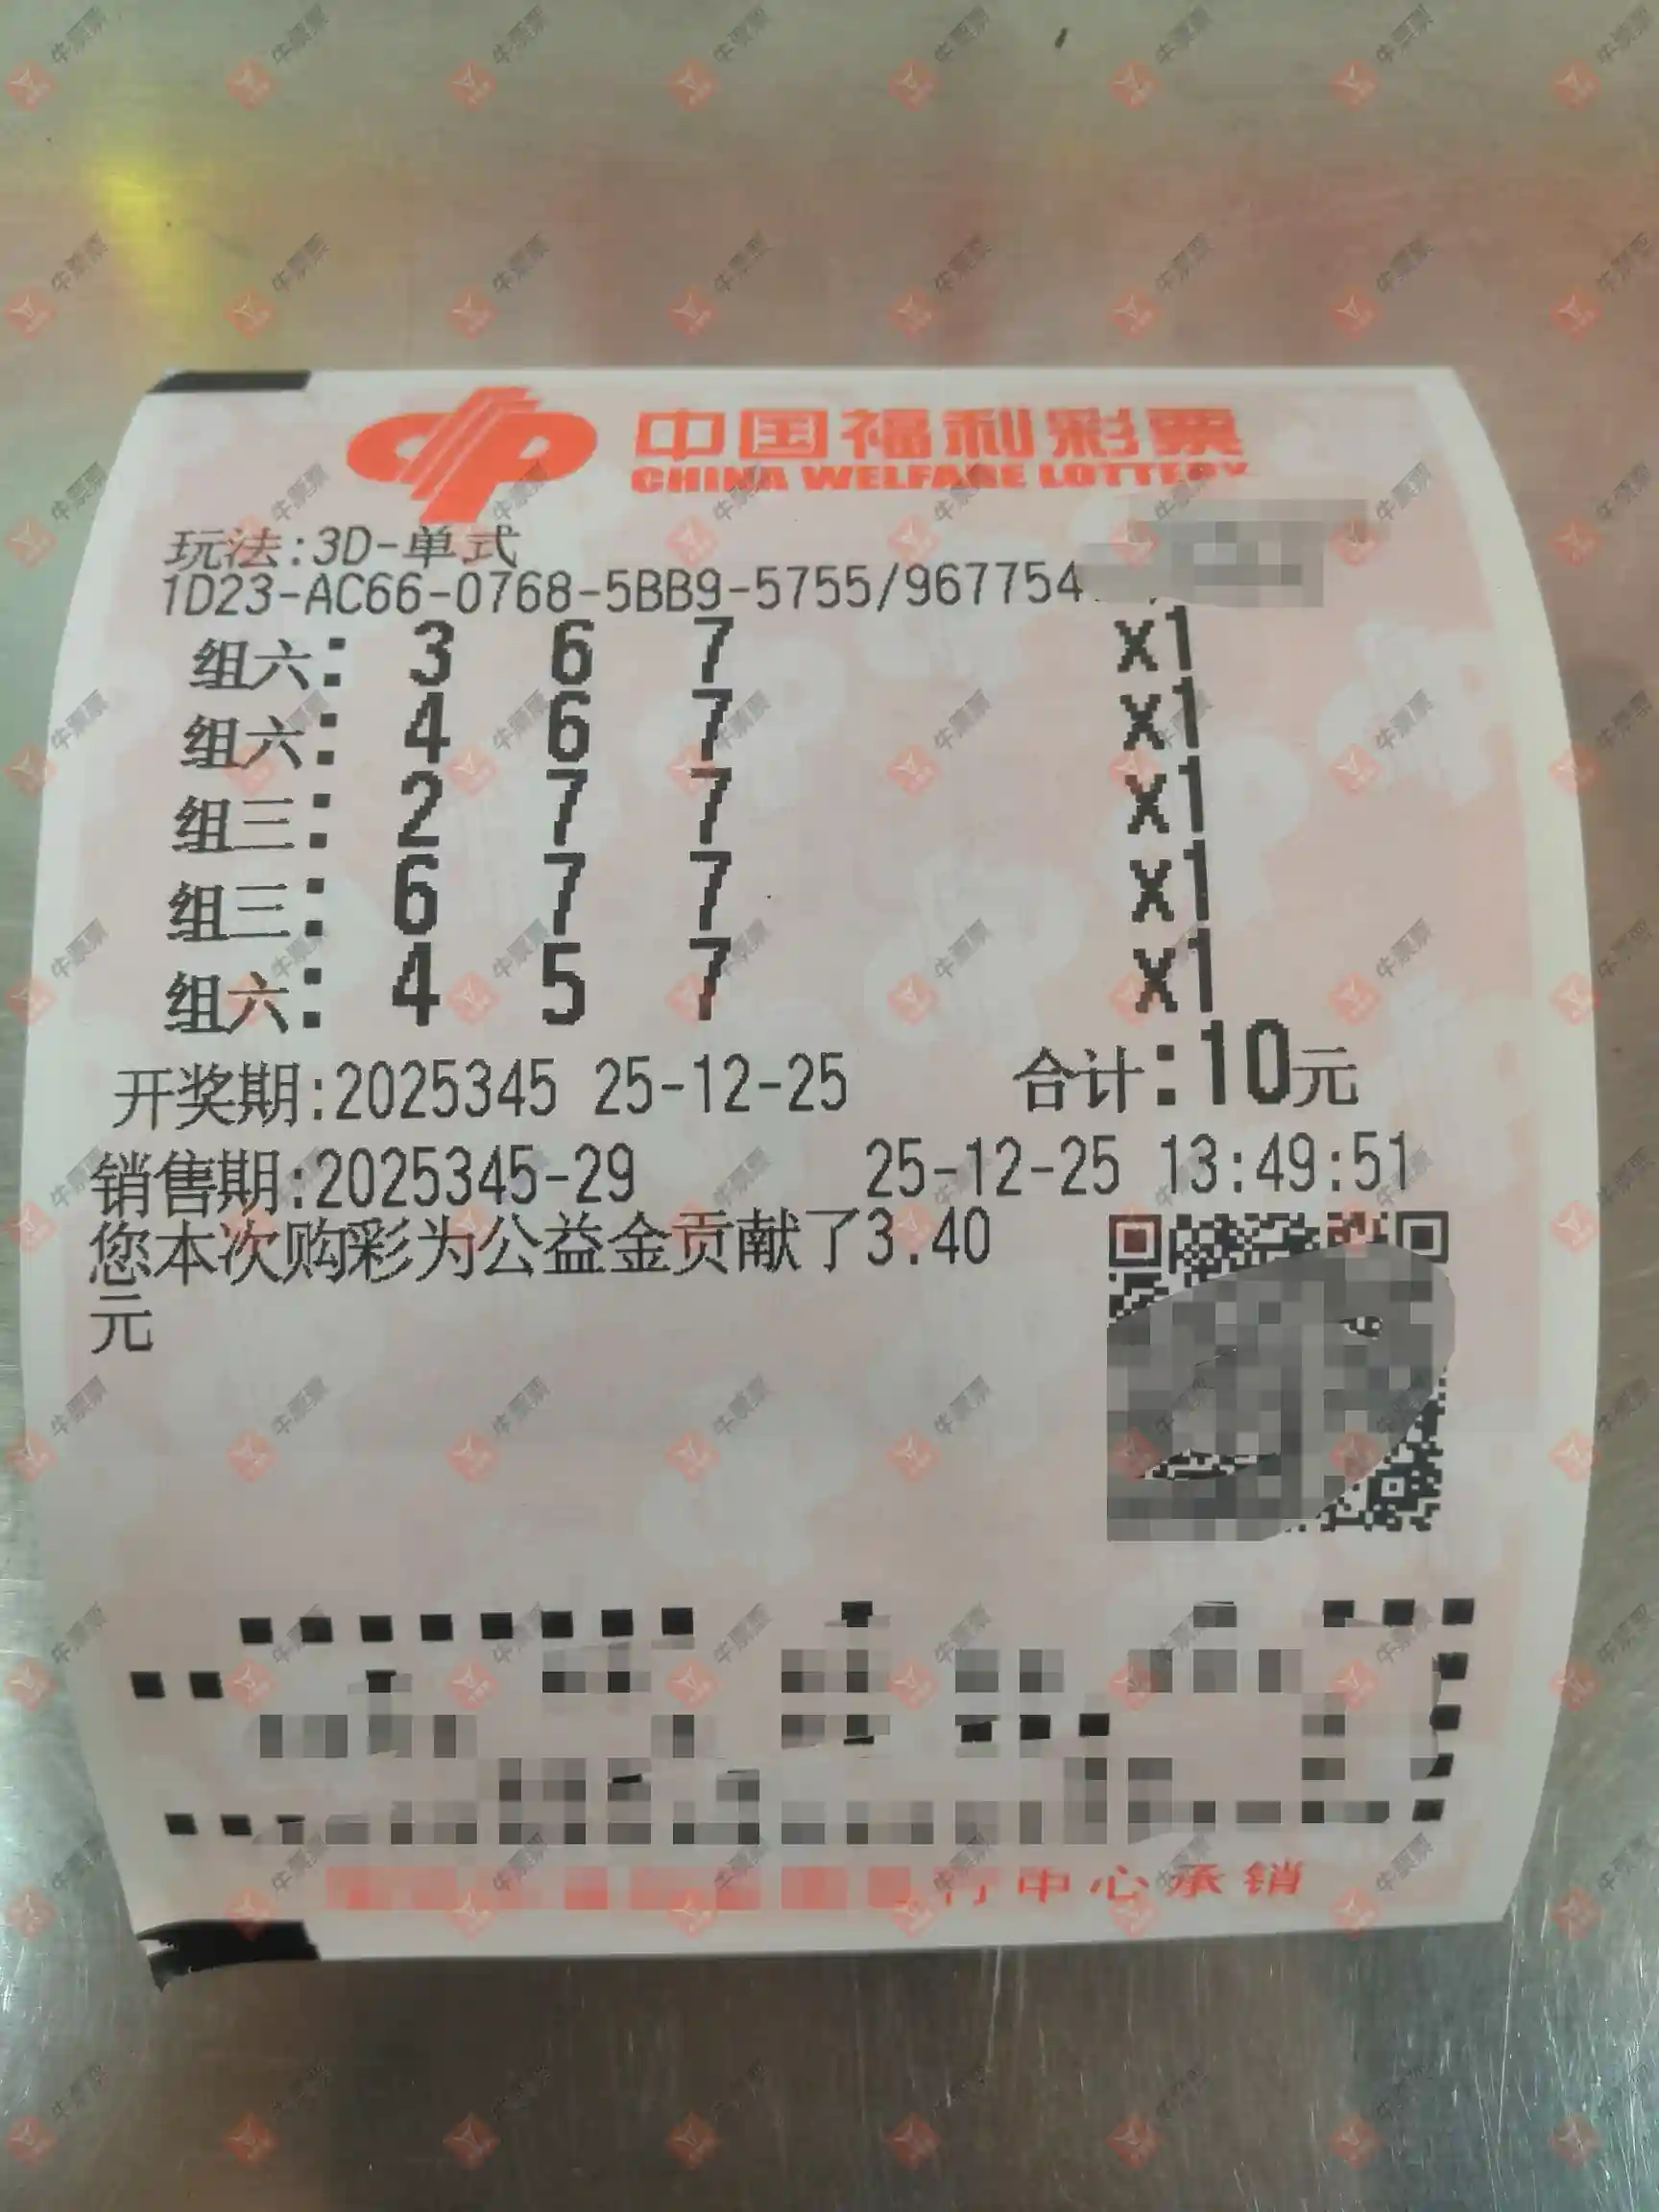 中国福利彩票
CHINA WELFARE LOTTERY
玩法:3D-单式
1D23-AC66-0768-5BB9-5755/967754
组六: 3 6 7 x1
组六: 4 6 7 x1
组三: 2 7 7 x1
组三: 6 7 7 x1
组六: 4 5 7 x1
开奖期:2025345 25-12-25 合计:10元
销售期:2025345-29 25-12-25 13:49:51
您本次购彩为公益金贡献了3.40
元
中心承销
牛票票